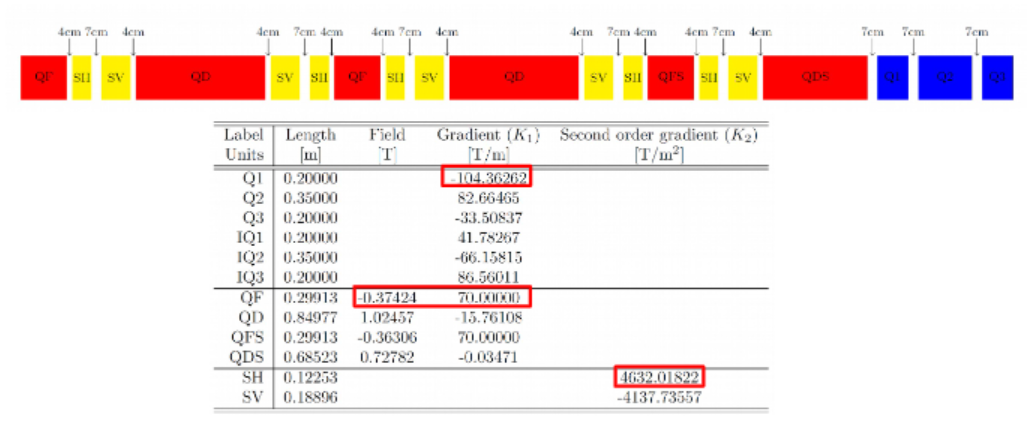 4cm 7cm 4cm 4cm 7cm 4cm 4cm 7cm 4cm 4cm 7cm 4cm 4cm 7cm 4cm 7cm 7cm 7cm
QF SH SV QD SV SH QF SH SV QD SV SH QFS SH SV QDS Q1 Q2 Q3
Label Length Field Gradient (K1) Second order gradient (K2)
Units [m] [T] [T/m] [T/m²]
Q1 0.20000 -104.36262
Q2 0.35000 82.66465
Q3 0.20000 -33.50837
IQ1 0.20000 41.78267
IQ2 0.35000 -66.15815
IQ3 0.20000 86.56011
QF 0.29913 -0.37424 70.00000
QD 0.84977 1.02457 -15.76108
QFS 0.29913 -0.36306 70.00000
QDS 0.68523 0.72782 -0.03471
SH 0.12253 4632.01822
SV 0.18896 -4137.73557